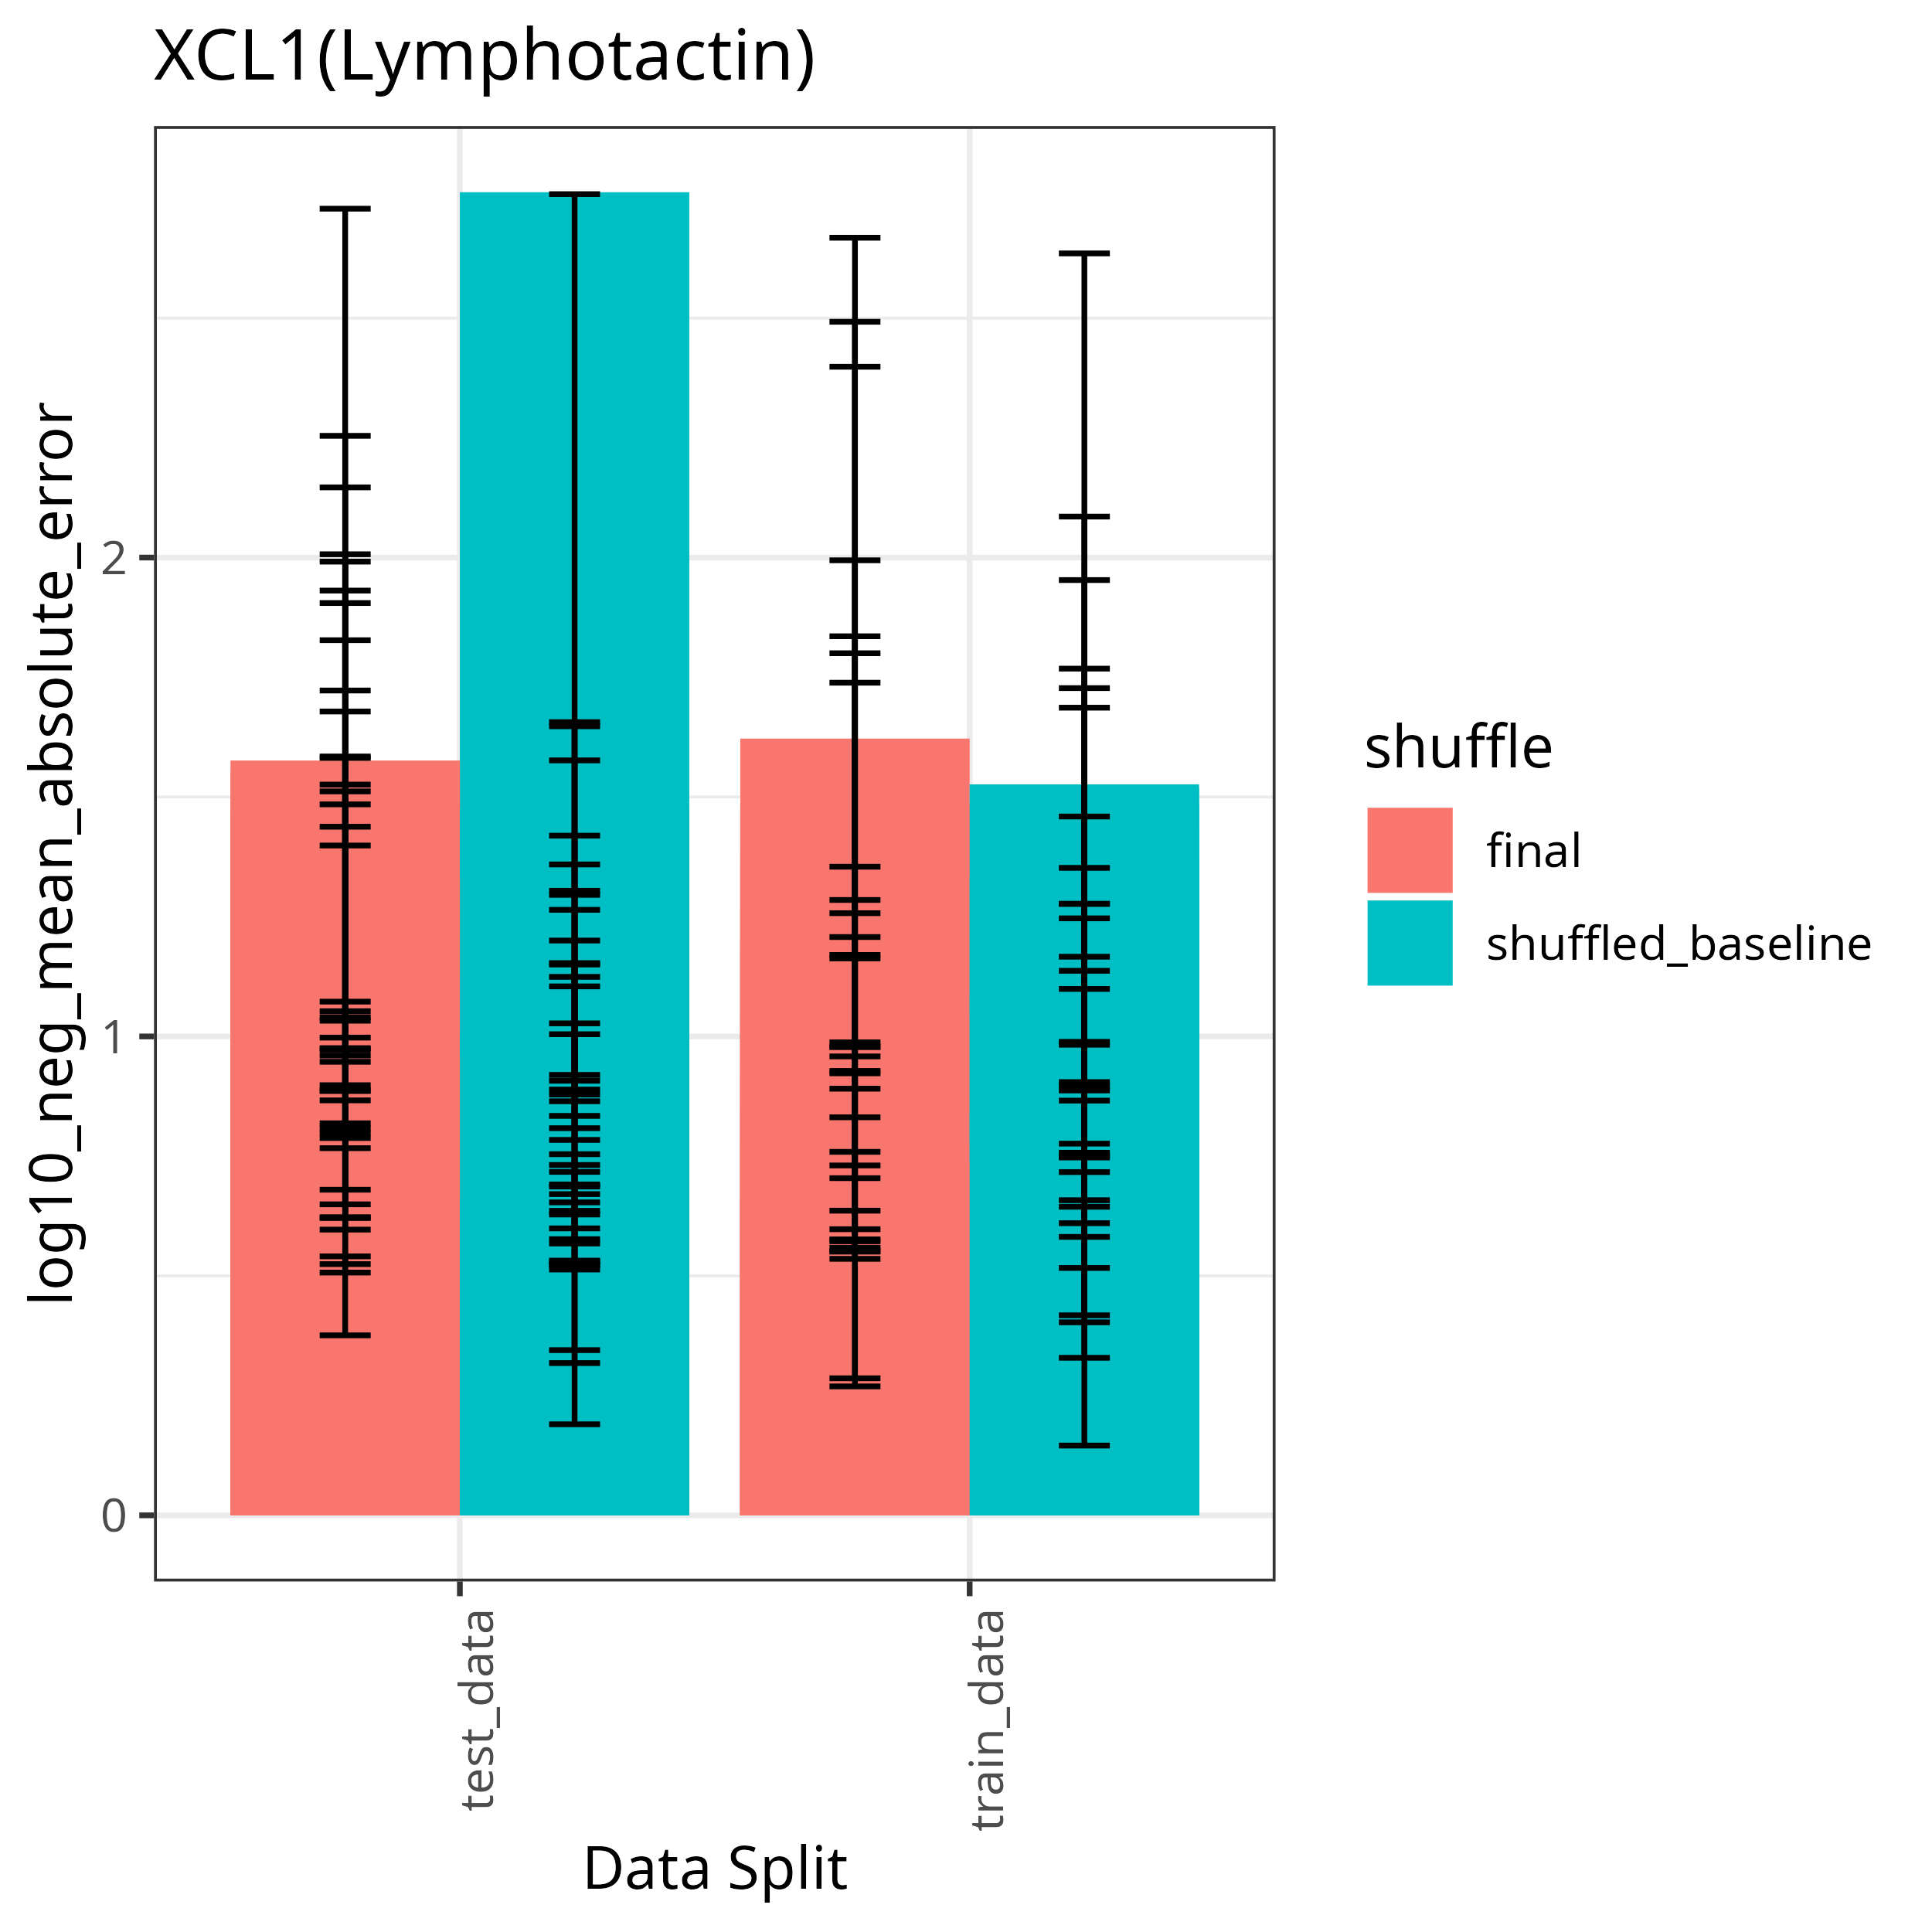 XCL1(Lymphotactin)
log10_neg_mean_absolute_error
2
1
0
test_data
train_data
Data Split
shuffle
final
shuffled_baseline